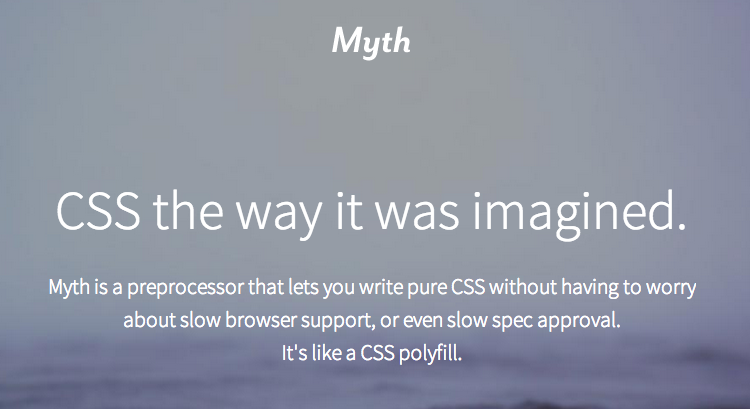 Myth
CSS the way it was imagined.
Myth is a preprocessor that lets you write pure CSS without having to worry
about slow browser support, or even slow spec approval.
It's like a CSS polyfill.